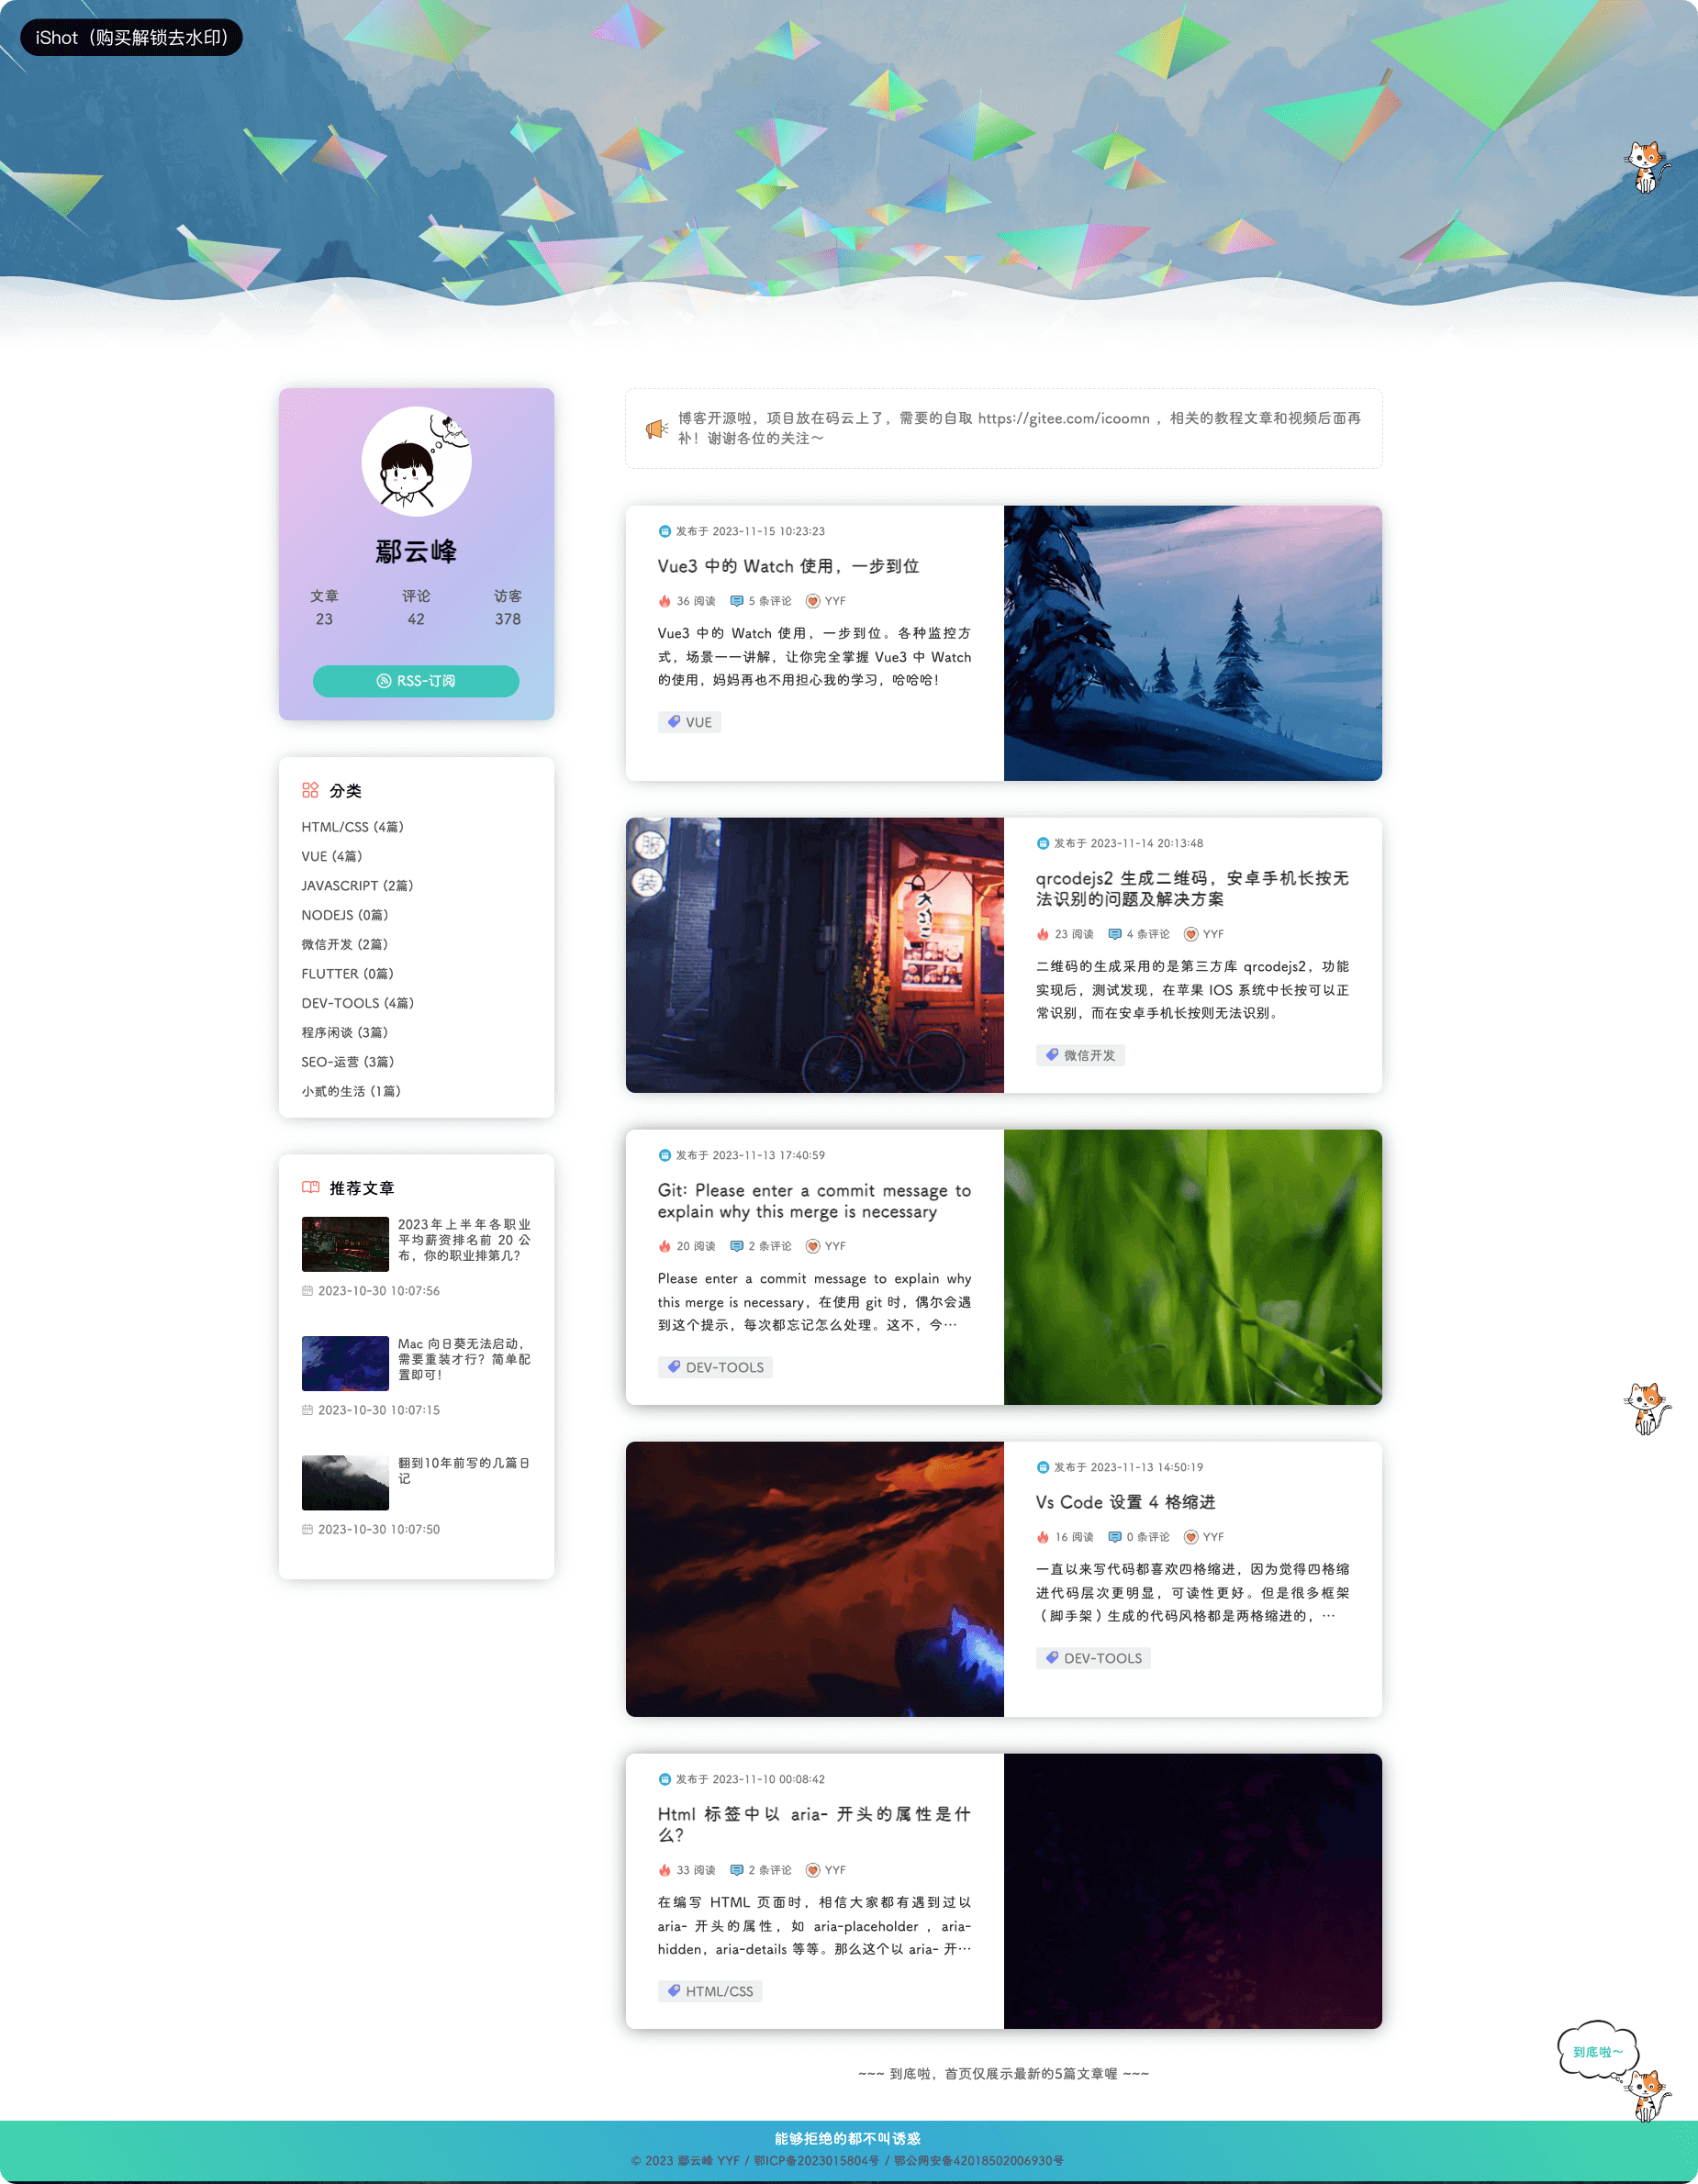 iShot（购买解锁去水印）
鄢云峰
文章 评论 访客
23 42 378
RSS-订阅
分类
HTML/CSS (4篇)
VUE (4篇)
JAVASCRIPT (2篇)
NODEJS (0篇)
微信开发 (2篇)
FLUTTER (0篇)
DEV-TOOLS (4篇)
程序闲谈 (3篇)
SEO-运营 (3篇)
小贰的生活 (1篇)
推荐文章
2023年上半年各职业
平均薪资排名前 20 公
布，你的职业排第几？
2023-10-30 10:07:56
Mac 向日葵无法启动，
需要重装才行？简单配
置即可！
2023-10-30 10:07:15
翻到10年前写的几篇日
记
2023-10-30 10:07:50
博客开源啦，项目放在码云上了，需要的自取 https://gitee.com/icoomn ，相关的教程文章和视频后面再
补！谢谢各位的关注～
发布于 2023-11-15 10:23:23
Vue3 中的 Watch 使用，一步到位
36 阅读 5 条评论 YYF
Vue3 中的 Watch 使用，一步到位。各种监控方
式，场景一一讲解，让你完全掌握 Vue3 中 Watch
的使用，妈妈再也不用担心我的学习，哈哈哈！
VUE
服
装
发布于 2023-11-14 20:13:48
qrcodejs2 生成二维码，安卓手机长按无
法识别的问题及解决方案
23 阅读 4 条评论 YYF
二维码的生成采用的是第三方库 qrcodejs2，功能
实现后，测试发现，在苹果 IOS 系统中长按可以正
常识别，而在安卓手机长按则无法识别。
微信开发
发布于 2023-11-13 17:40:59
Git: Please enter a commit message to
explain why this merge is necessary
20 阅读 2 条评论 YYF
Please enter a commit message to explain why
this merge is necessary，在使用 git 时，偶尔会遇
到这个提示，每次都忘记怎么处理。这不，今…
DEV-TOOLS
发布于 2023-11-13 14:50:19
Vs Code 设置 4 格缩进
16 阅读 0 条评论 YYF
一直以来写代码都喜欢四格缩进，因为觉得四格缩
进代码层次更明显，可读性更好。但是很多框架
（脚手架）生成的代码风格都是两格缩进的，…
DEV-TOOLS
发布于 2023-11-10 00:08:42
Html 标签中以 aria- 开头的属性是什
么?
33 阅读 2 条评论 YYF
在编写 HTML 页面时，相信大家都有遇到过以
aria- 开头的属性，如 aria-placeholder ，aria-
hidden，aria-details 等等。那么这个以 aria- 开…
HTML/CSS
~~~ 到底啦，首页仅展示最新的5篇文章喔 ~~~
到底啦～
能够拒绝的都不叫诱惑
© 2023 鄢云峰 YYF / 鄂ICP备2023015804号 / 鄂公网安备42018502006930号